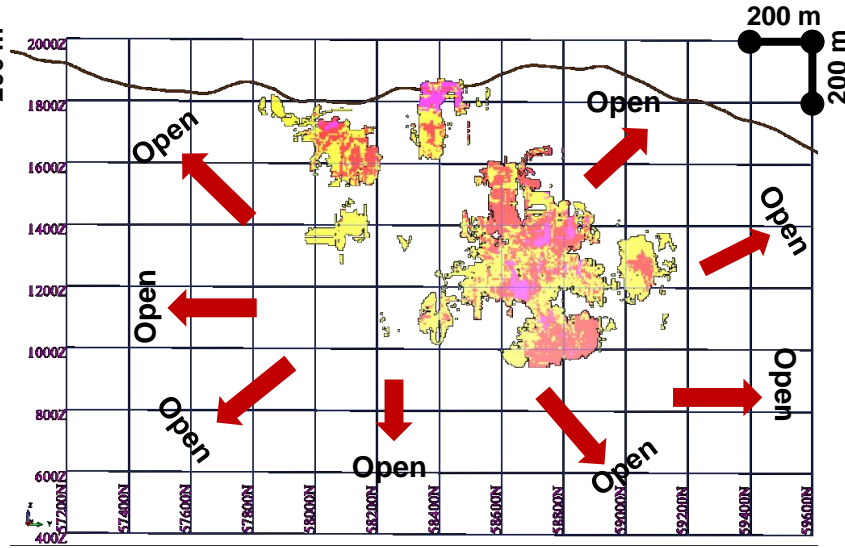 200 m
200 m
200 m
2000Z
1800Z
1600Z
1400Z
1200Z
1000Z
800Z
600Z
400Z
Open
Open
Open
Open
Open
Open
Open
Open
Open
57200N
57400N
57600N
57800N
58000N
58200N
58400N
58600N
58800N
59000N
59200N
59400N
59600N
Z
Y